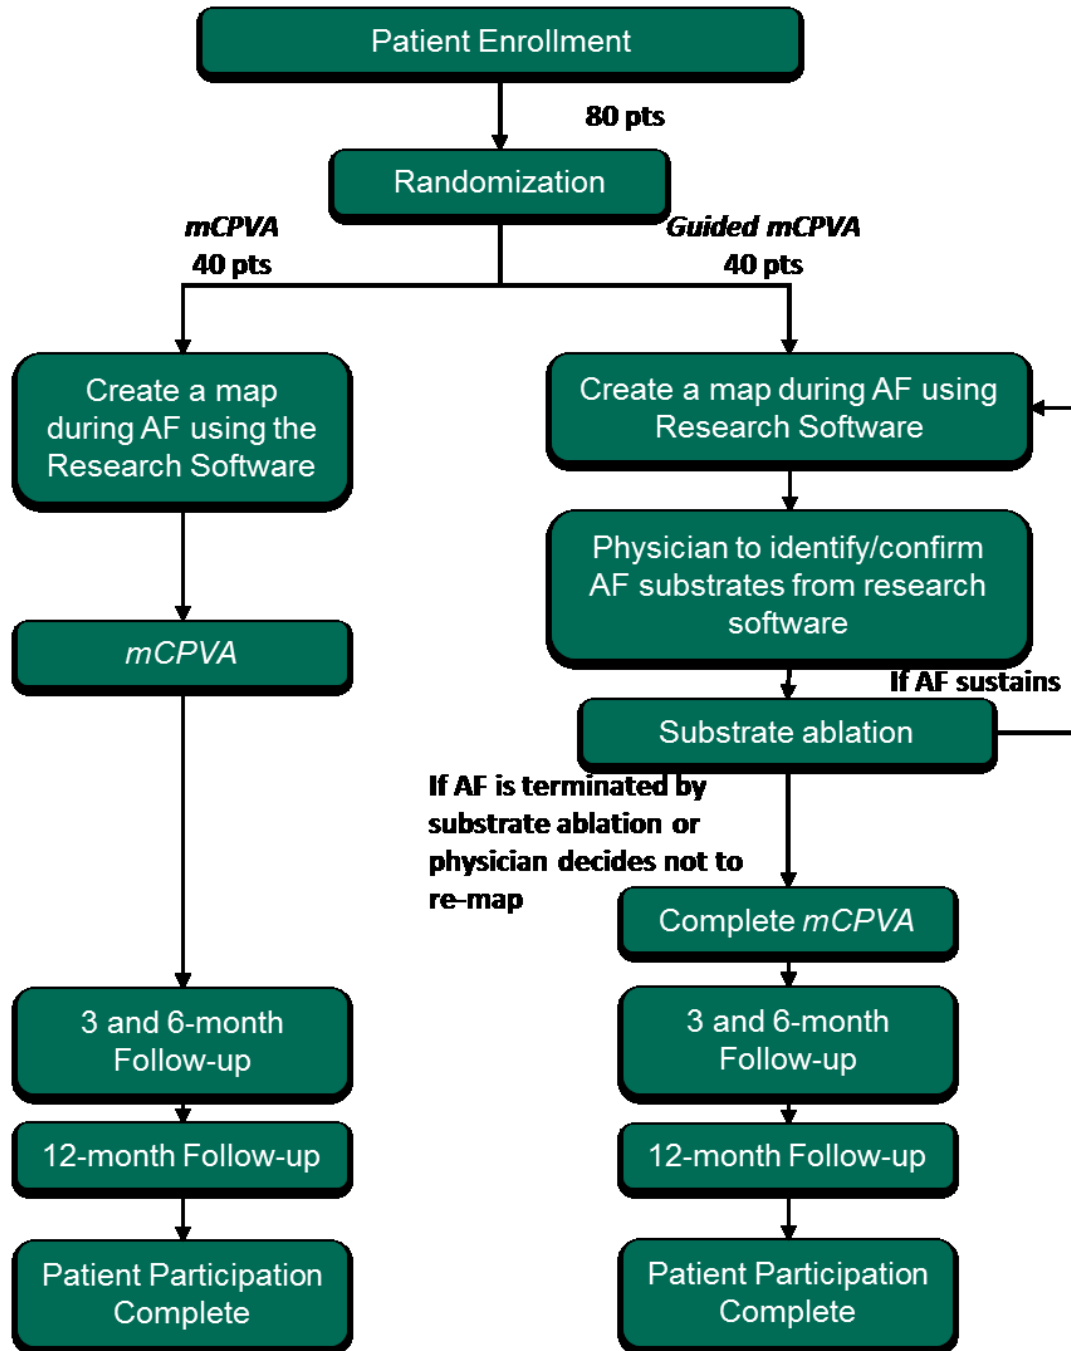 Patient Enrollment
80 pts
Randomization
mCPVA
40 pts
Guided mCPVA
40 pts
Create a map
during AF using the
Research Software
mCPVA
3 and 6-month
Follow-up
12-month Follow-up
Patient Participation
Complete
Create a map during AF using
Research Software
Physician to identify/confirm
AF substrates from research
software
If AF sustains
Substrate ablation
If AF is terminated by
substrate ablation or
physician decides not to
re-map
Complete mCPVA
3 and 6-month
Follow-up
12-month Follow-up
Patient Participation
Complete